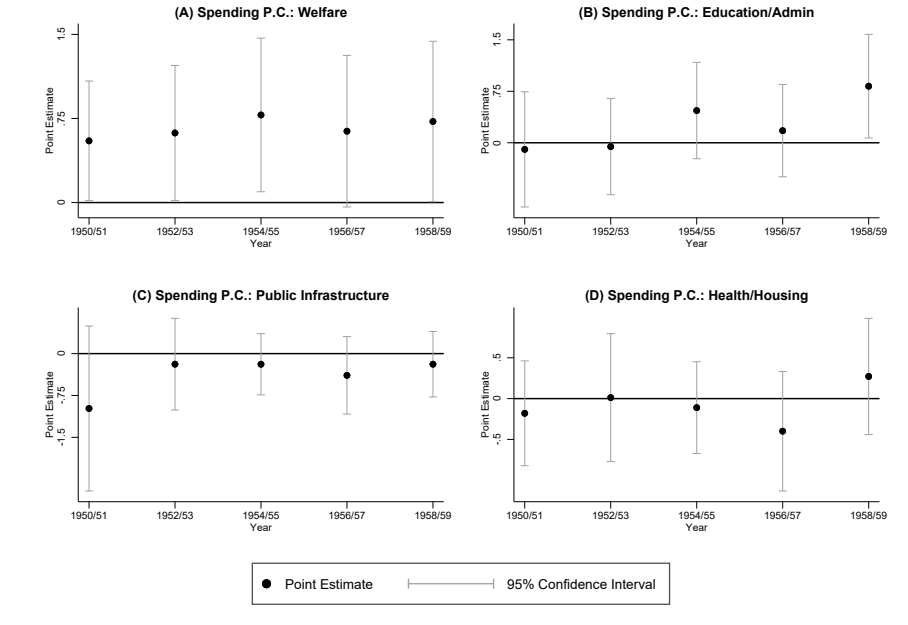 (A) Spending P.C.: Welfare
Point Estimate
1.5
.75
0
1950/51 1952/53 1954/55 1956/57 1958/59
Year
(B) Spending P.C.: Education/Admin
Point Estimate
1.5
.75
0
1950/51 1952/53 1954/55 1956/57 1958/59
Year
(C) Spending P.C.: Public Infrastructure
Point Estimate
0
-.75
-1.5
1950/51 1952/53 1954/55 1956/57 1958/59
Year
(D) Spending P.C.: Health/Housing
Point Estimate
.5
0
-.5
1950/51 1952/53 1954/55 1956/57 1958/59
Year
Point Estimate 95% Confidence Interval